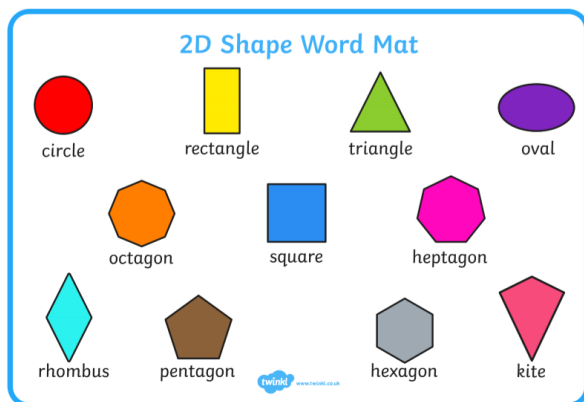 2D Shape Word Mat
circle rectangle triangle oval
octagon square heptagon
rhombus pentagon hexagon kite
twinkl www.twinkl.co.uk